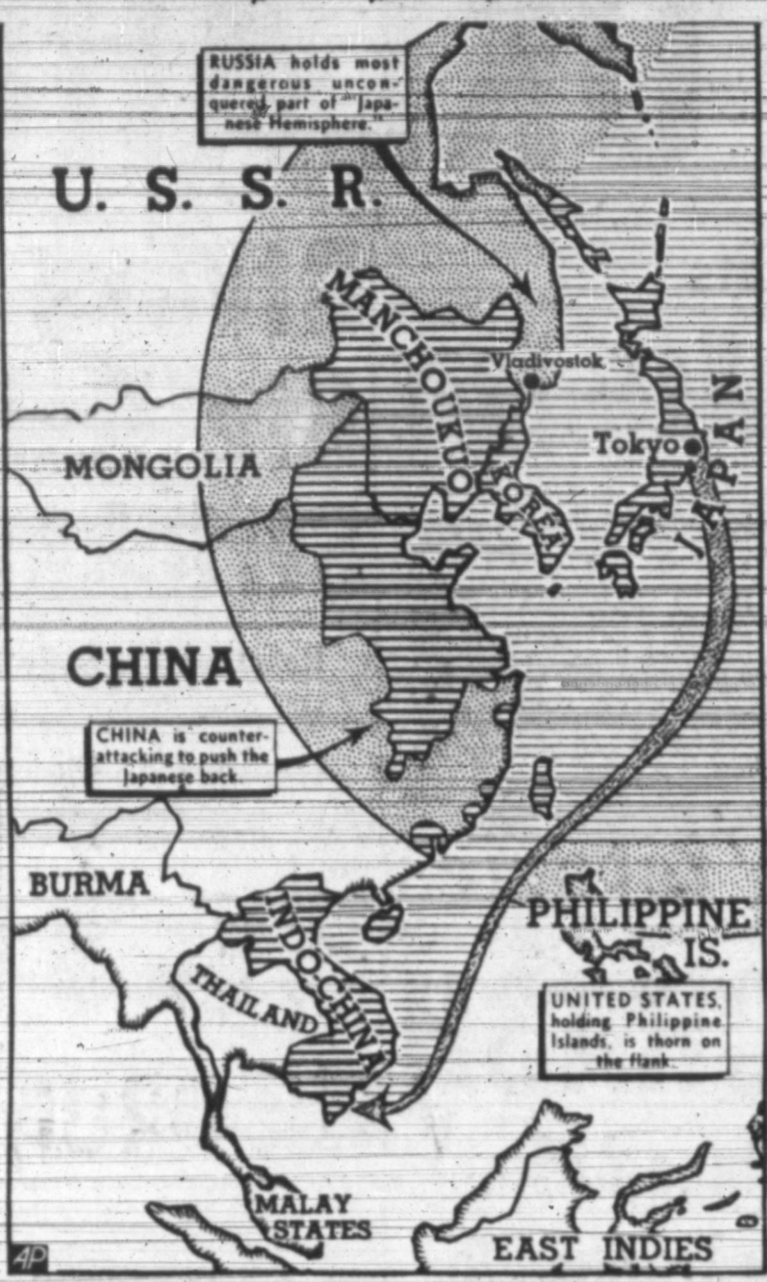 RUSSIA holds most
dangerous uncon-
quered part of "Japa-
nese Hemisphere."
U. S. S. R.
MANCHOUKUO
Vladivostok
MONGOLIA
Tokyo
JAPAN
KOREA
CHINA
CHINA is counter-
attacking to push the
Japanese back.
BURMA
INDO-CHINA
PHILIPPINE
IS.
THAILAND
UNITED STATES,
holding Philippine
Islands, is thorn on
the flank.
MALAY
STATES
EAST INDIES
AP